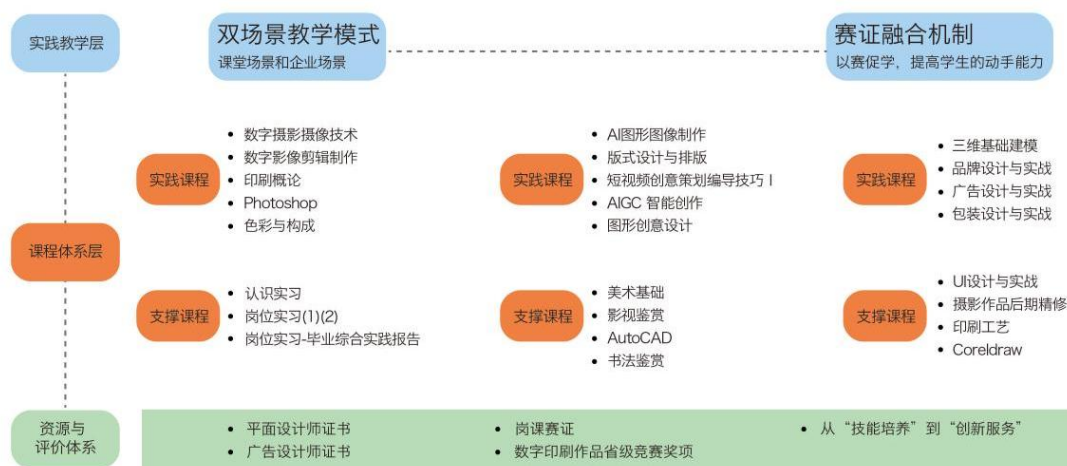 实践教学层
双场景教学模式
课堂场景和企业场景
赛证融合机制
以赛促学，提高学生的动手能力
课程体系层
实践课程
• 数字摄影摄像技术
• 数字影像剪辑制作
• 印刷概论
• Photoshop
• 色彩与构成
实践课程
• AI图形图像制作
• 版式设计与排版
• 短视频创意策划编导技巧 I
• AIGC 智能创作
• 图形创意设计
实践课程
• 三维基础建模
• 品牌设计与实战
• 广告设计与实战
• 包装设计与实战
支撑课程
• 认识实习
• 岗位实习(1)(2)
• 岗位实习-毕业综合实践报告
支撑课程
• 美术基础
• 影视鉴赏
• AutoCAD
• 书法鉴赏
支撑课程
• UI设计与实战
• 摄影作品后期精修
• 印刷工艺
• Coreldraw
资源与
评价体系
• 平面设计师证书
• 广告设计师证书
• 岗课赛证
• 数字印刷作品省级竞赛奖项
• 从“技能培养”到“创新服务”